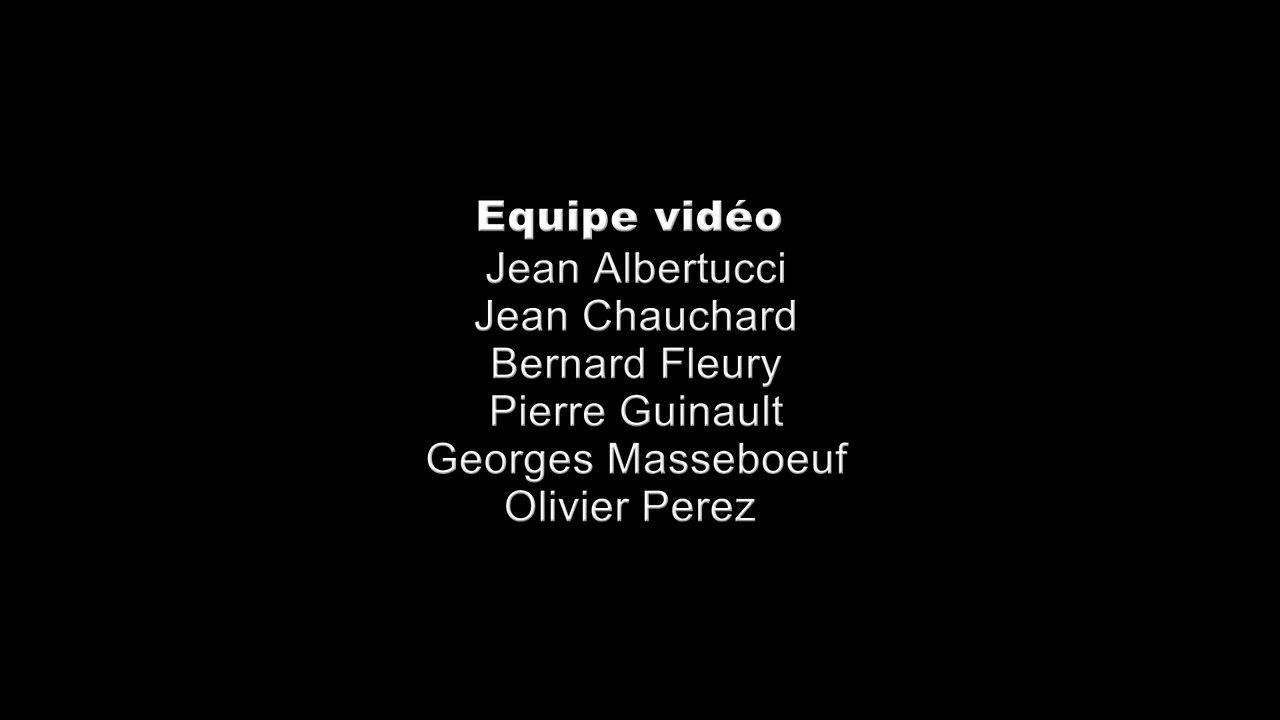 Equipe vidéo
Jean Albertucci
Jean Chauchard
Bernard Fleury
Pierre Guinault
Georges Masseboeuf
Olivier Perez